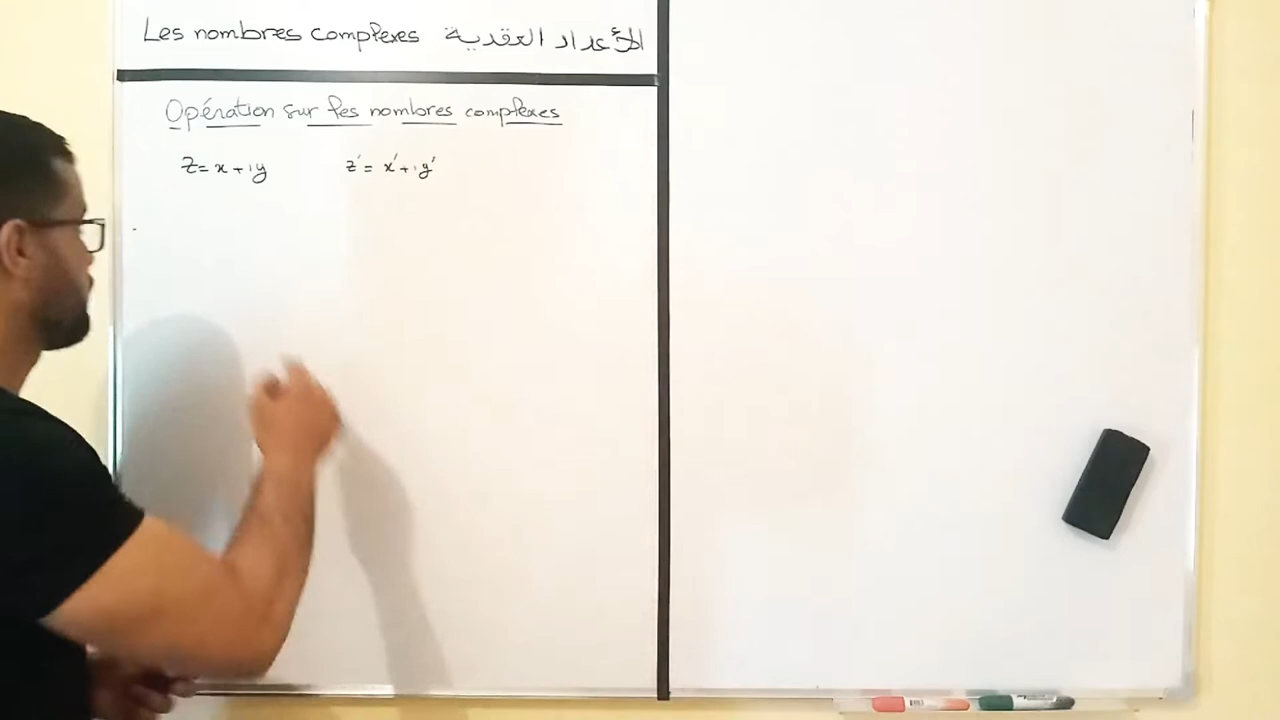 Les nombres complexes الأعداد العقدية
Opération sur les nombres complexes
z = x + iy z' = x' + iy'